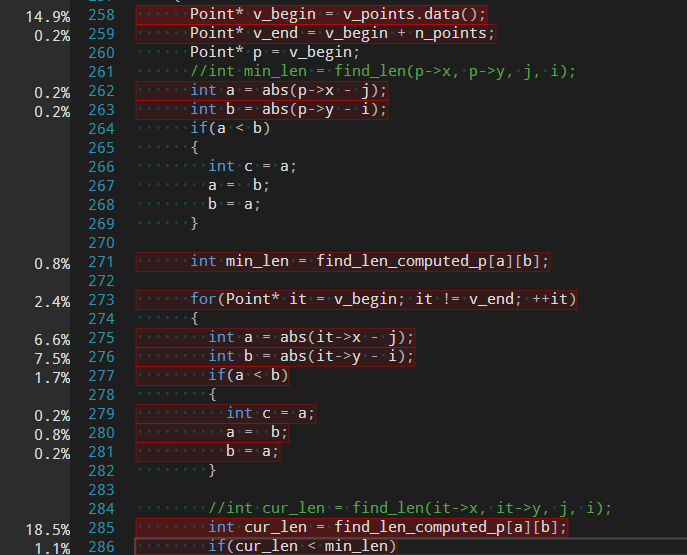 14.9% 258 Point* v_begin = v_points.data();
0.2% 259 Point* v_end = v_begin + n_points;
260 Point* p = v_begin;
261 //int min_len = find_len(p->x, p->y, j, i);
0.2% 262 int a = abs(p->x - j);
0.2% 263 int b = abs(p->y - i);
264 if(a < b)
265 {
266 int c = a;
267 a = b;
268 b = a;
269 }
270
0.8% 271 int min_len = find_len_computed_p[a][b];
272
2.4% 273 for(Point* it = v_begin; it != v_end; ++it)
274 {
6.6% 275 int a = abs(it->x - j);
7.5% 276 int b = abs(it->y - i);
1.7% 277 if(a < b)
278 {
0.2% 279 int c = a;
0.8% 280 a = b;
0.2% 281 b = a;
282 }
283
284 //int cur_len = find_len(it->x, it->y, j, i);
18.5% 285 int cur_len = find_len_computed_p[a][b];
1.1% 286 if(cur_len < min_len)